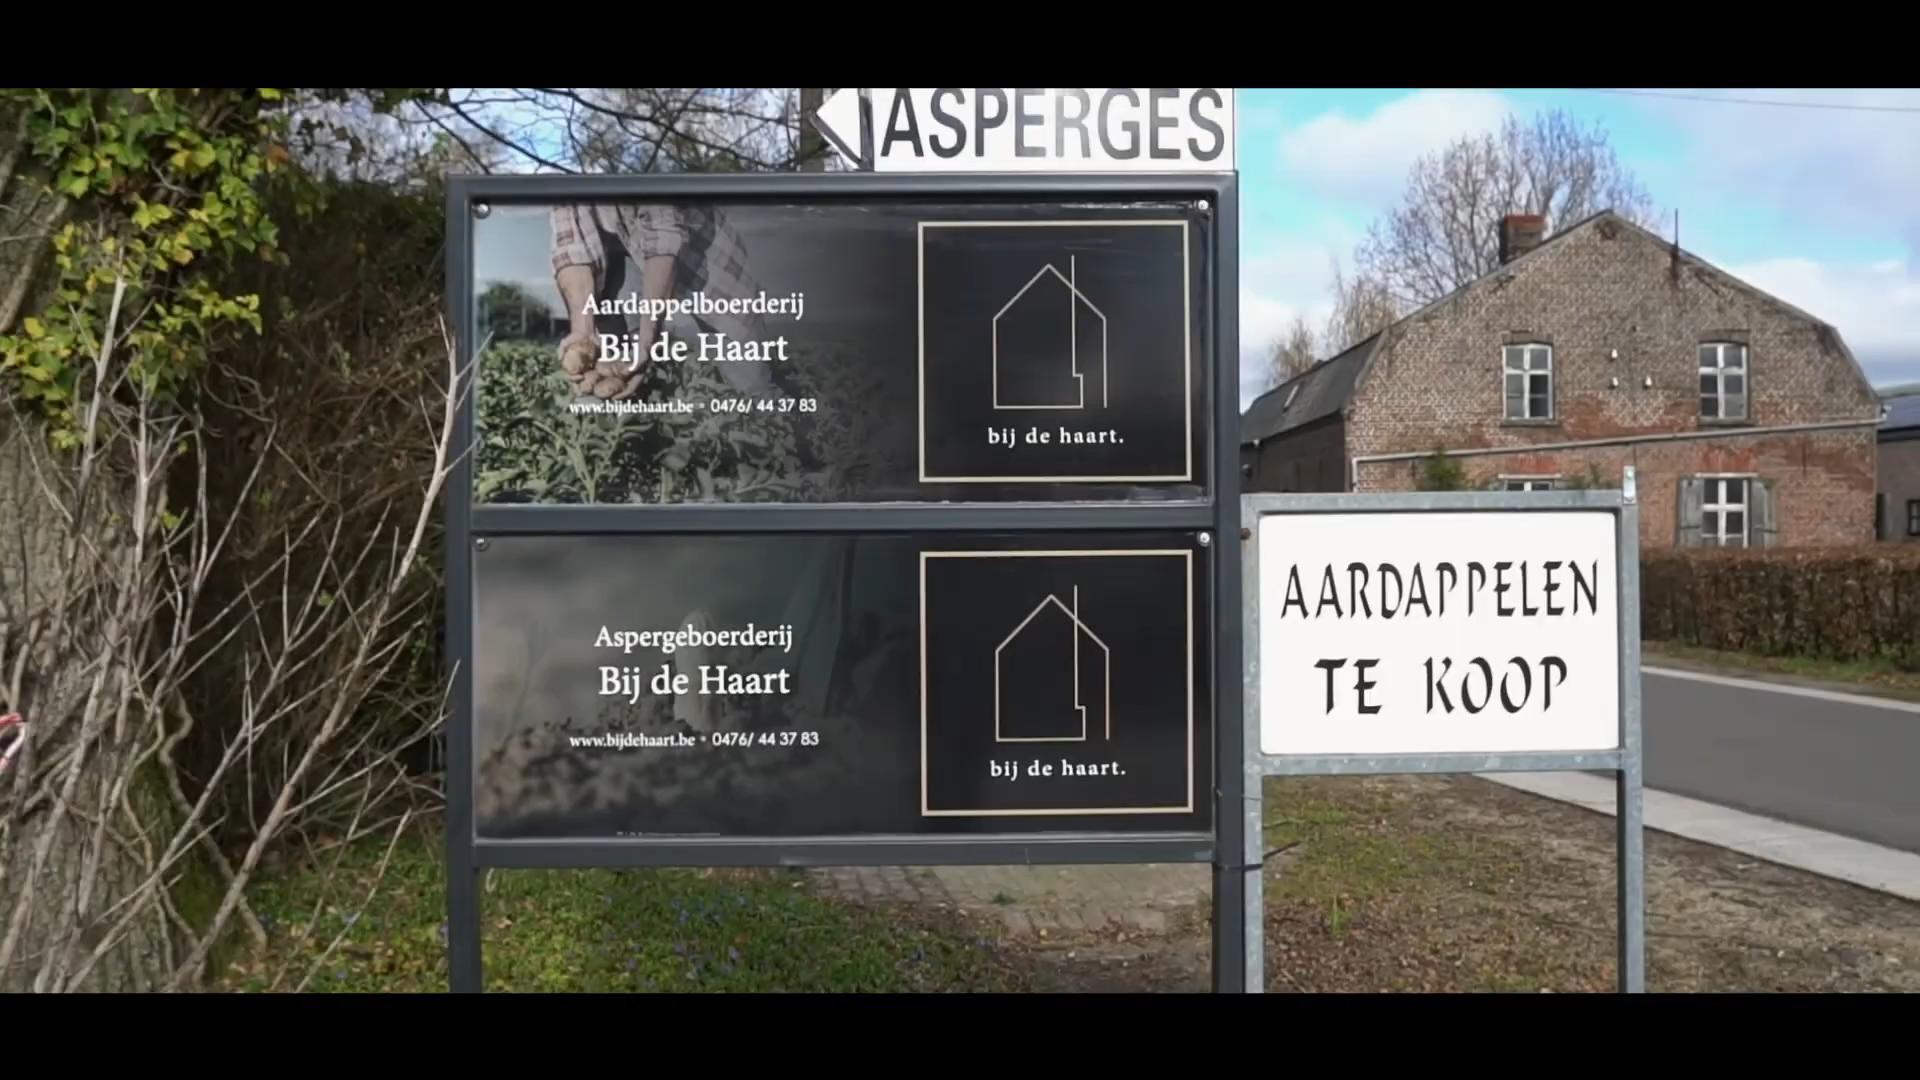 ASPERGES
Aardappelboerderij
Bij de Haart
www.bijdehaart.be • 0476/ 44 37 83
bij de haart.
Aspergeboerderij
Bij de Haart
www.bijdehaart.be • 0476/ 44 37 83
bij de haart.
AARDAPPELEN
TE KOOP